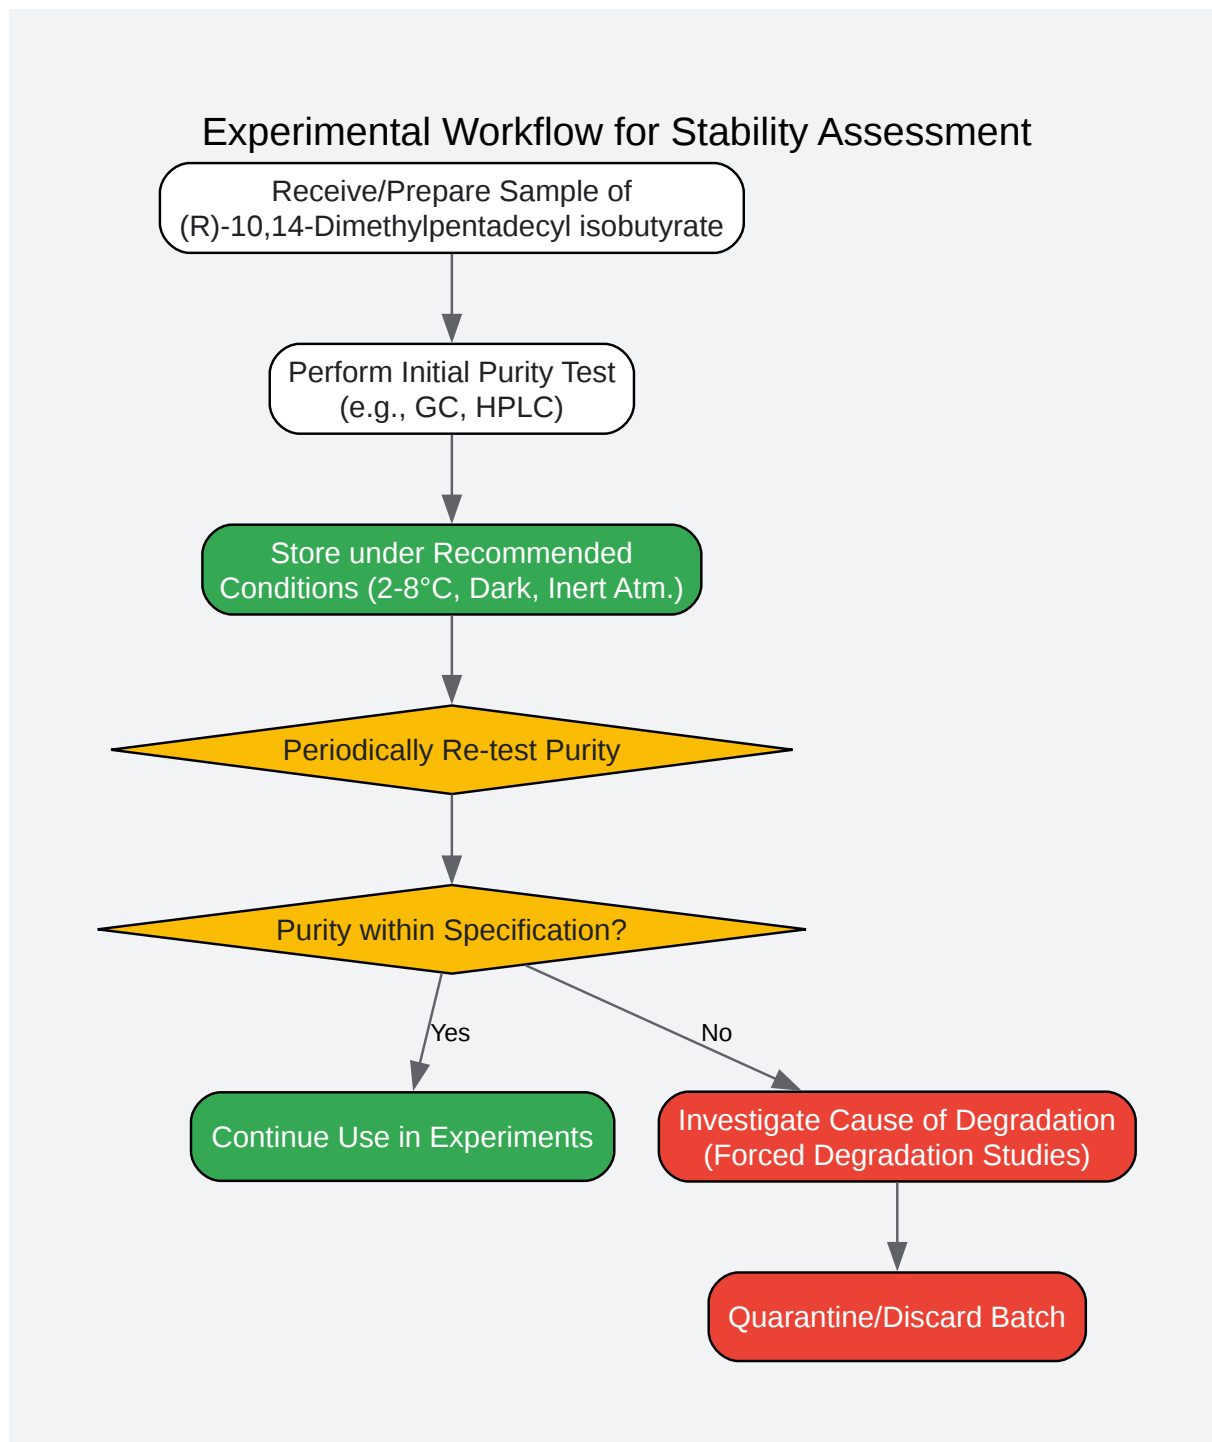 Experimental Workflow for Stability Assessment
Receive/Prepare Sample of
(R)-10,14-Dimethylpentadecyl isobutyrate
Perform Initial Purity Test
(e.g., GC, HPLC)
Store under Recommended
Conditions (2-8°C, Dark, Inert Atm.)
Periodically Re-test Purity
Purity within Specification?
Yes
No
Continue Use in Experiments
Investigate Cause of Degradation
(Forced Degradation Studies)
Quarantine/Discard Batch